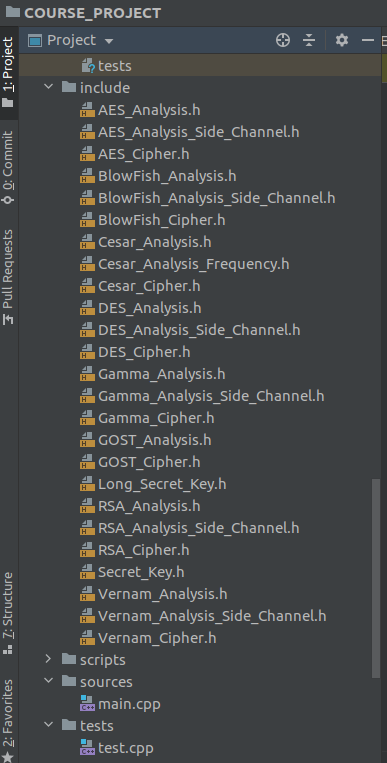 COURSE_PROJECT
Project
tests
include
AES_Analysis.h
AES_Analysis_Side_Channel.h
AES_Cipher.h
BlowFish_Analysis.h
BlowFish_Analysis_Side_Channel.h
BlowFish_Cipher.h
Cesar_Analysis.h
Cesar_Analysis_Frequency.h
Cesar_Cipher.h
DES_Analysis.h
DES_Analysis_Side_Channel.h
DES_Cipher.h
Gamma_Analysis.h
Gamma_Analysis_Side_Channel.h
Gamma_Cipher.h
GOST_Analysis.h
GOST_Cipher.h
Long_Secret_Key.h
RSA_Analysis.h
RSA_Analysis_Side_Channel.h
RSA_Cipher.h
Secret_Key.h
Vernam_Analysis.h
Vernam_Analysis_Side_Channel.h
Vernam_Cipher.h
scripts
sources
main.cpp
tests
test.cpp
1: Project
0: Commit
Pull Requests
7: Structure
2: Favorites